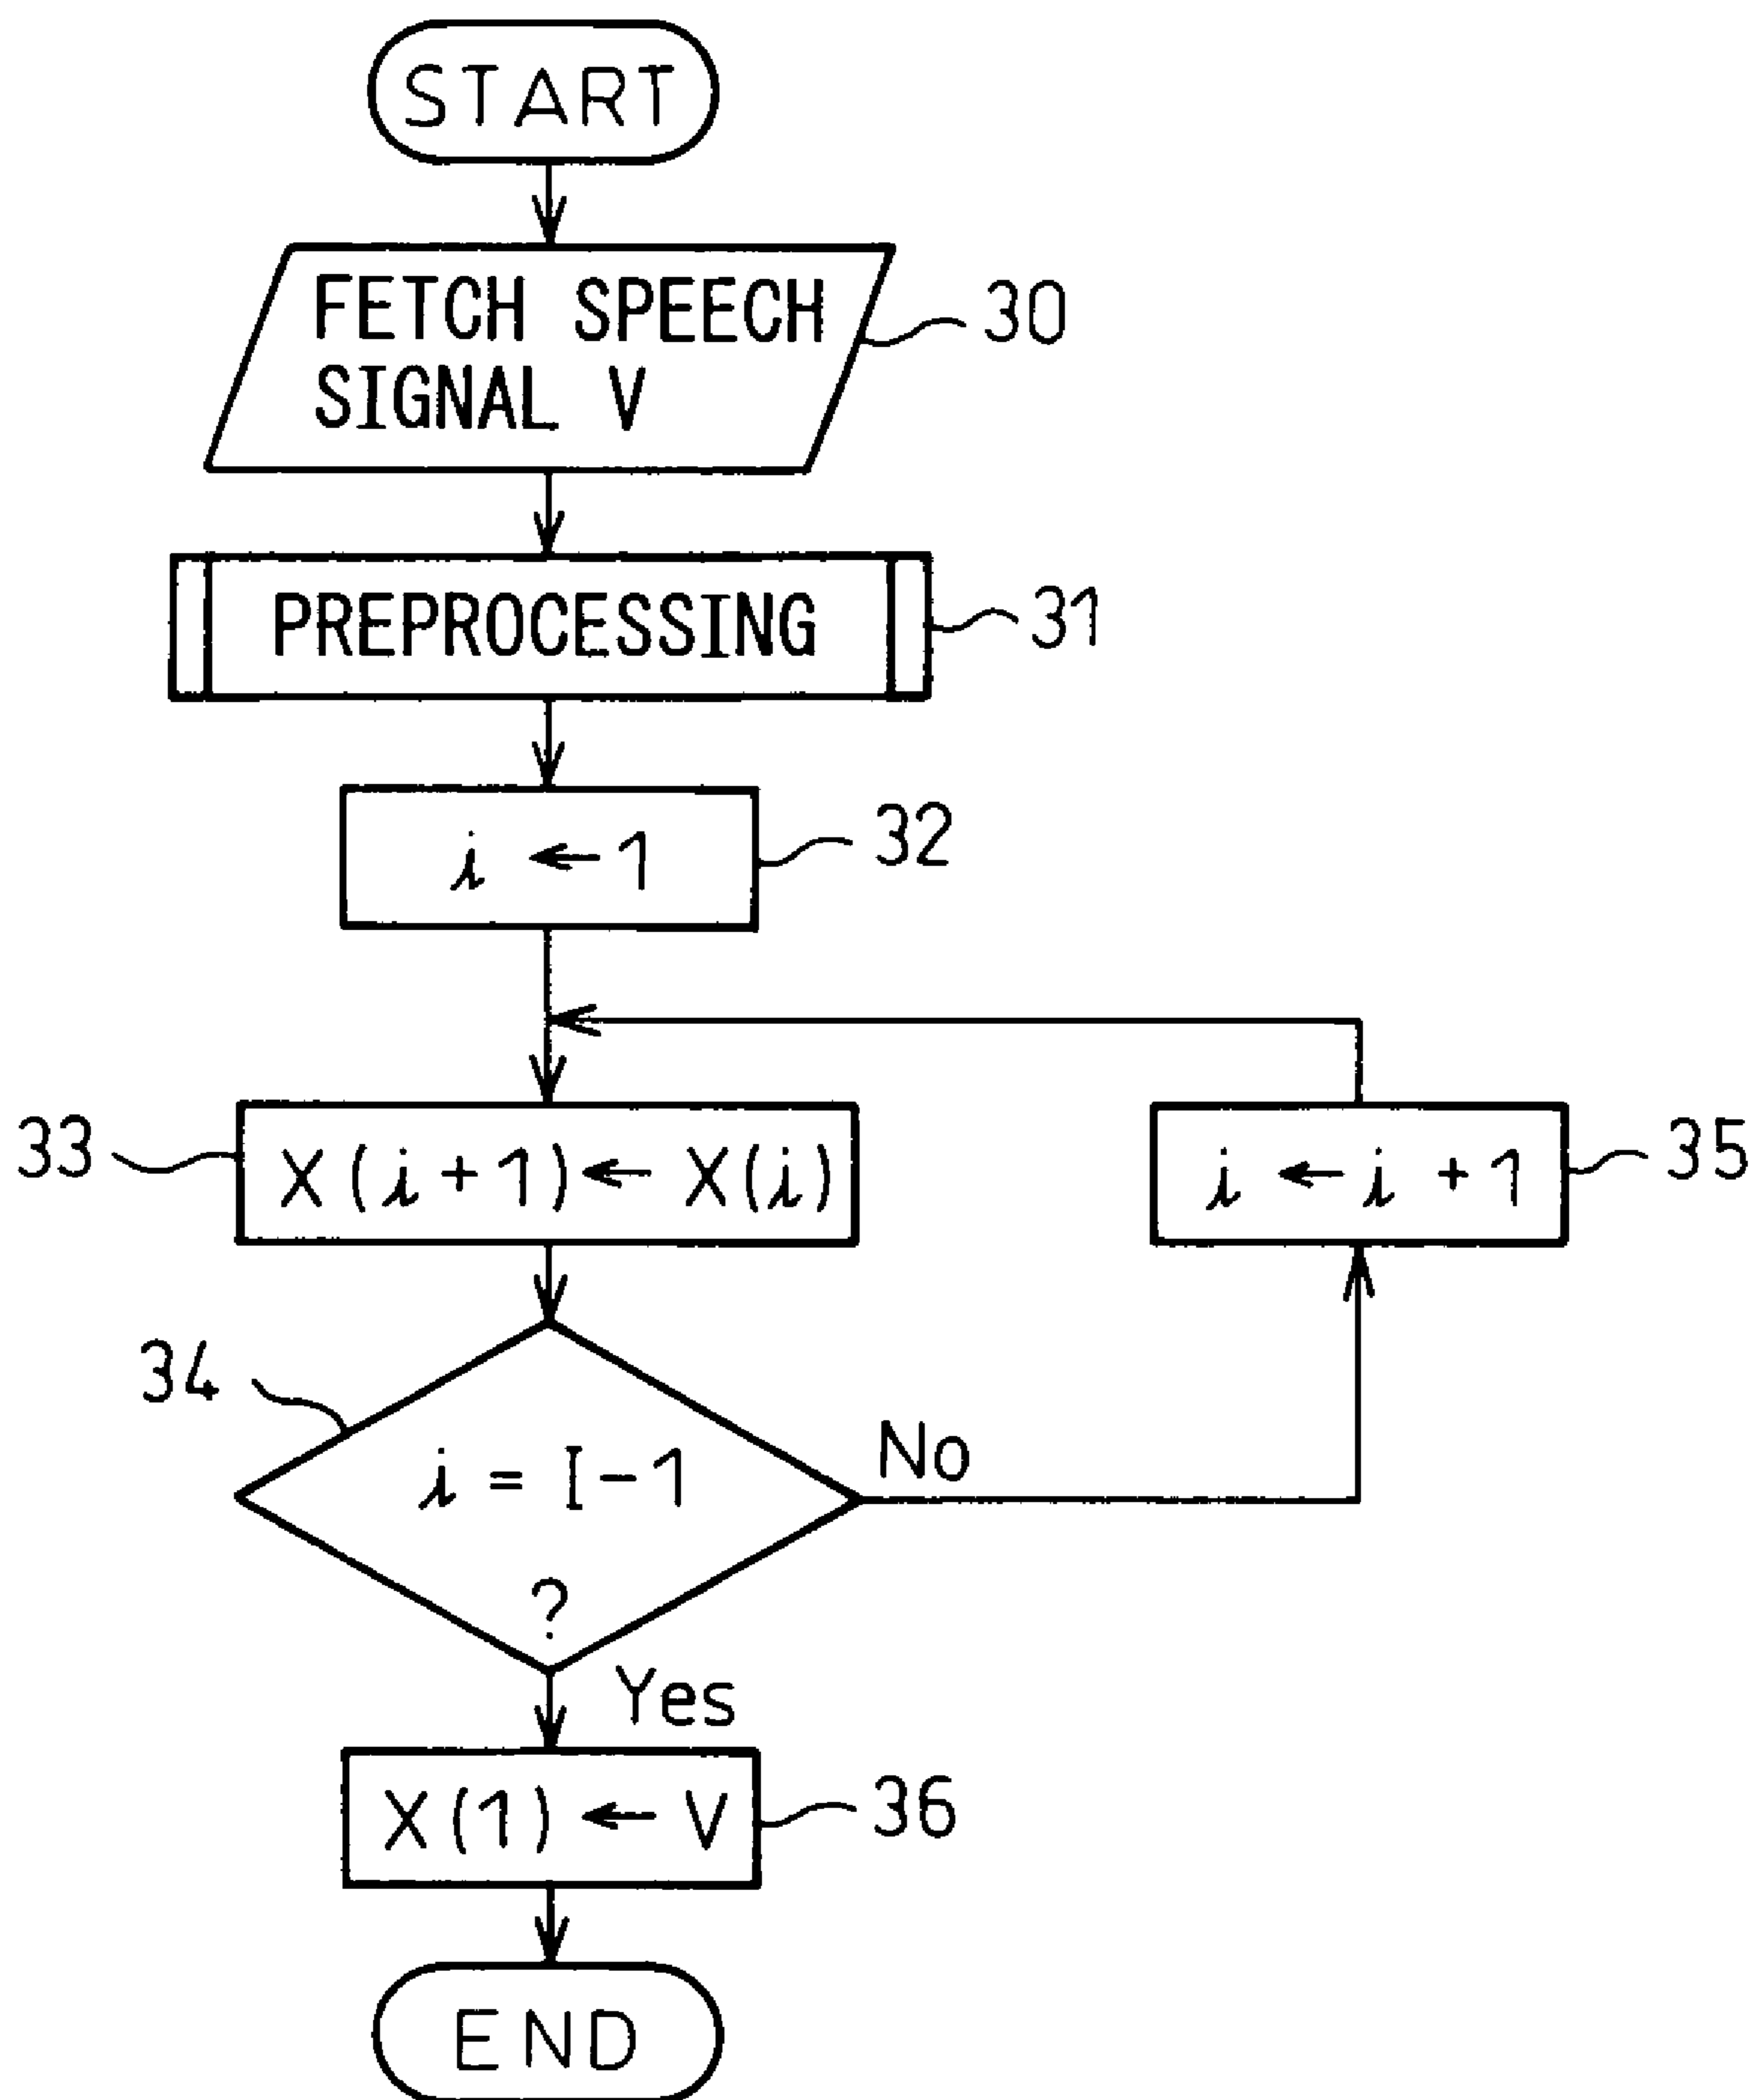 START
FETCH SPEECH
SIGNAL V
30
PREPROCESSING
31
i ← 1
32
33
X(i+1) ← X(i)
i ← i + 1
35
34
i = I-1
?
No
Yes
X(1) ← V
36
END